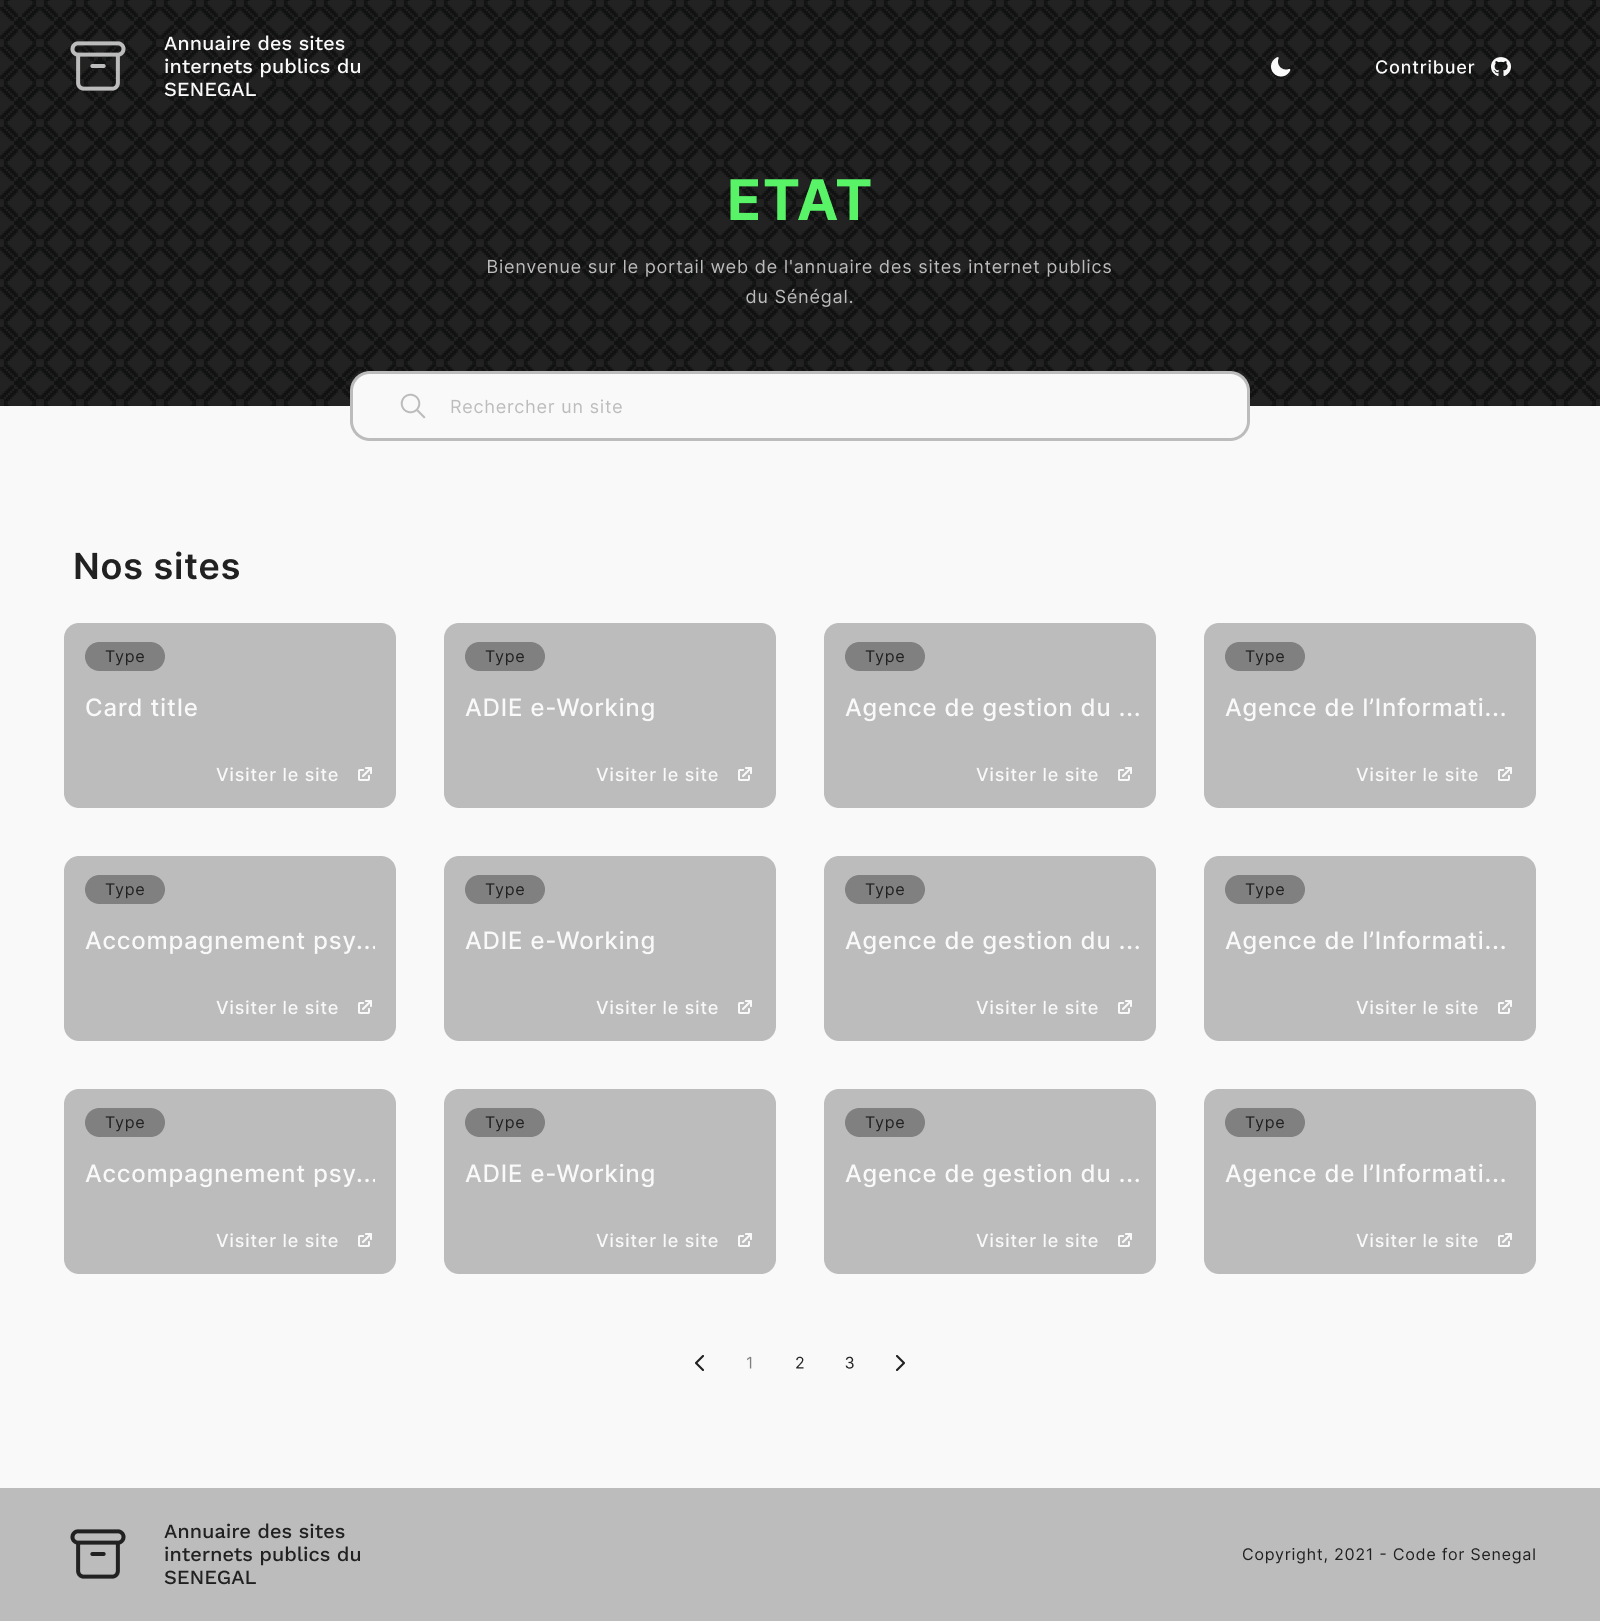 Annuaire des sites
internets publics du
SENEGAL
Contribuer
ETAT
Bienvenue sur le portail web de l'annuaire des sites internet publics
du Sénégal.
Rechercher un site
Nos sites
Type
Card title
Visiter le site
Type
ADIE e-Working
Visiter le site
Type
Agence de gestion du ...
Visiter le site
Type
Agence de l’Informati...
Visiter le site
Type
Accompagnement psy...
Visiter le site
Type
ADIE e-Working
Visiter le site
Type
Agence de gestion du ...
Visiter le site
Type
Agence de l’Informati...
Visiter le site
Type
Accompagnement psy...
Visiter le site
Type
ADIE e-Working
Visiter le site
Type
Agence de gestion du ...
Visiter le site
Type
Agence de l’Informati...
Visiter le site
1 2 3
Annuaire des sites
internets publics du
SENEGAL
Copyright, 2021 - Code for Senegal